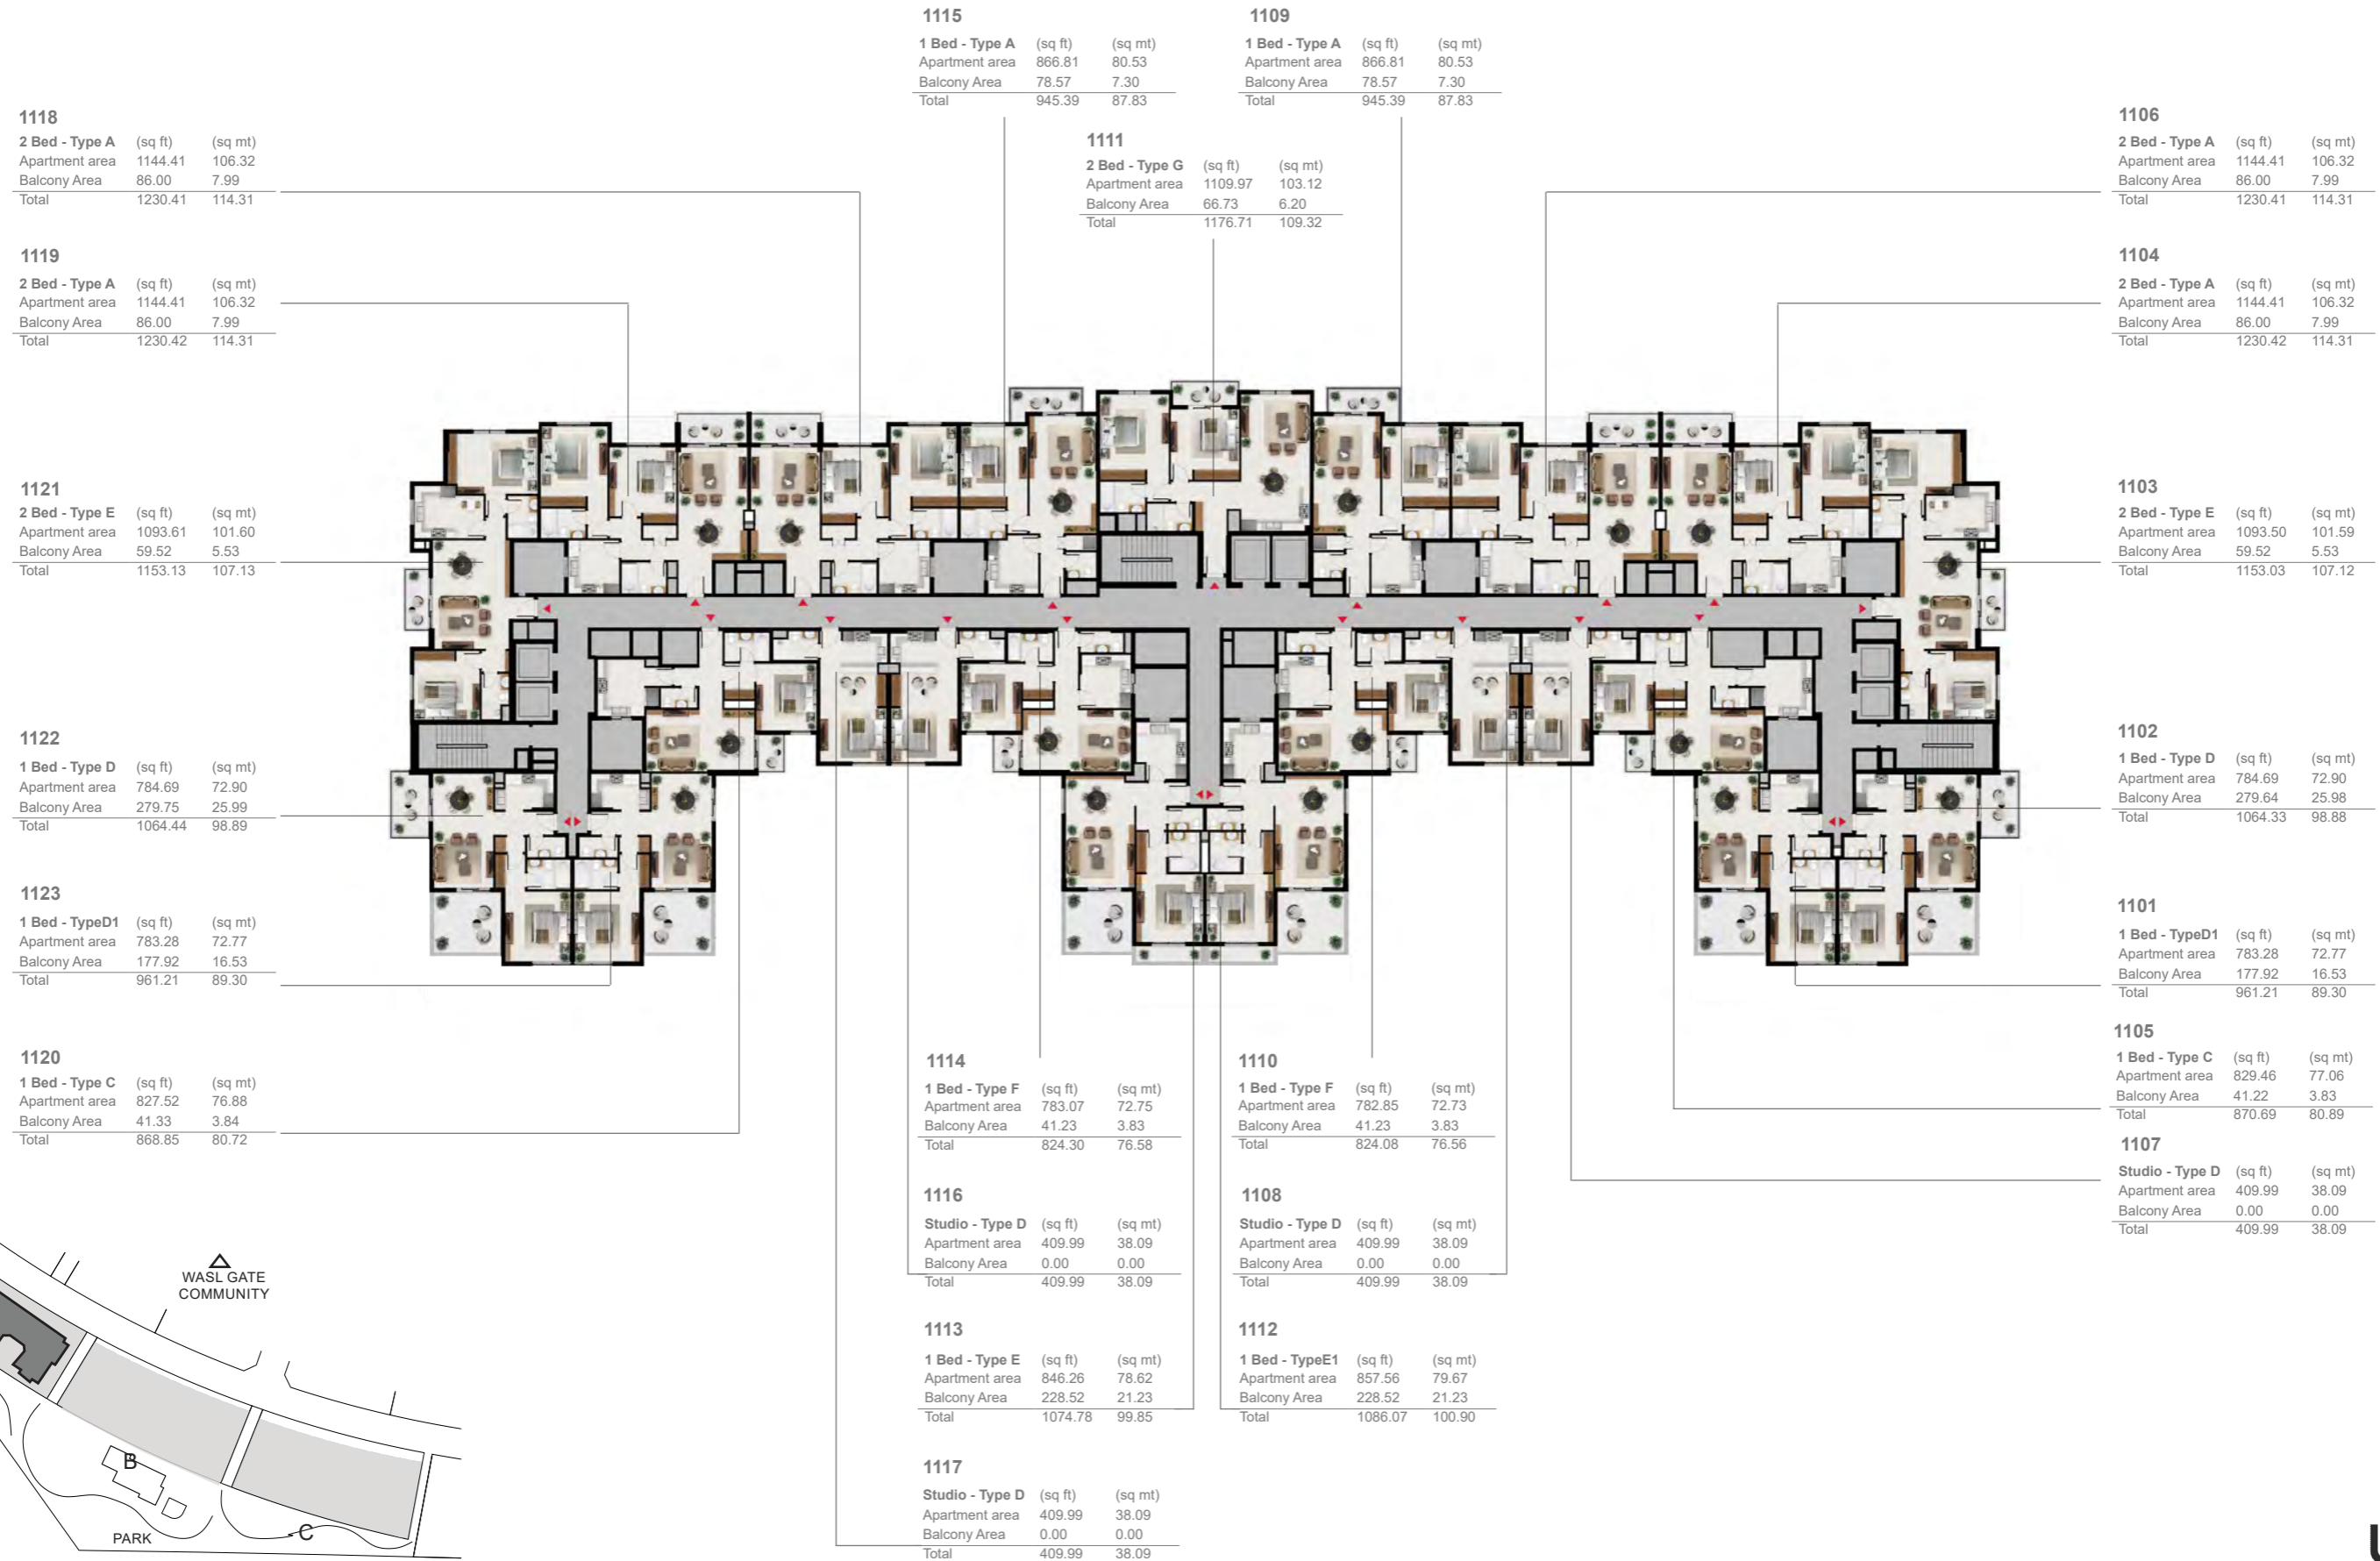 1115
1 Bed - Type A (sq ft) (sq mt)
Apartment area 866.81 80.53
Balcony Area 78.57 7.30
Total 945.39 87.83
1109
1 Bed - Type A (sq ft) (sq mt)
Apartment area 866.81 80.53
Balcony Area 78.57 7.30
Total 945.39 87.83
1111
2 Bed - Type G (sq ft) (sq mt)
Apartment area 1109.97 103.12
Balcony Area 66.73 6.20
Total 1176.71 109.32
1118
2 Bed - Type A (sq ft) (sq mt)
Apartment area 1144.41 106.32
Balcony Area 86.00 7.99
Total 1230.41 114.31
1119
2 Bed - Type A (sq ft) (sq mt)
Apartment area 1144.41 106.32
Balcony Area 86.00 7.99
Total 1230.42 114.31
1121
2 Bed - Type E (sq ft) (sq mt)
Apartment area 1093.61 101.60
Balcony Area 59.52 5.53
Total 1153.13 107.13
1122
1 Bed - Type D (sq ft) (sq mt)
Apartment area 784.69 72.90
Balcony Area 279.75 25.99
Total 1064.44 98.89
1123
1 Bed - TypeD1 (sq ft) (sq mt)
Apartment area 783.28 72.77
Balcony Area 177.92 16.53
Total 961.21 89.30
1120
1 Bed - Type C (sq ft) (sq mt)
Apartment area 827.52 76.88
Balcony Area 41.33 3.84
Total 868.85 80.72
1106
2 Bed - Type A (sq ft) (sq mt)
Apartment area 1144.41 106.32
Balcony Area 86.00 7.99
Total 1230.41 114.31
1104
2 Bed - Type A (sq ft) (sq mt)
Apartment area 1144.41 106.32
Balcony Area 86.00 7.99
Total 1230.42 114.31
1103
2 Bed - Type E (sq ft) (sq mt)
Apartment area 1093.50 101.59
Balcony Area 59.52 5.53
Total 1153.03 107.12
1102
1 Bed - Type D (sq ft) (sq mt)
Apartment area 784.69 72.90
Balcony Area 279.64 25.98
Total 1064.33 98.88
1101
1 Bed - TypeD1 (sq ft) (sq mt)
Apartment area 783.28 72.77
Balcony Area 177.92 16.53
Total 961.21 89.30
1105
1 Bed - Type C (sq ft) (sq mt)
Apartment area 829.46 77.06
Balcony Area 41.22 3.83
Total 870.69 80.89
1107
Studio - Type D (sq ft) (sq mt)
Apartment area 409.99 38.09
Balcony Area 0.00 0.00
Total 409.99 38.09
1114
1 Bed - Type F (sq ft) (sq mt)
Apartment area 783.07 72.75
Balcony Area 41.23 3.83
Total 824.30 76.58
1110
1 Bed - Type F (sq ft) (sq mt)
Apartment area 782.85 72.73
Balcony Area 41.23 3.83
Total 824.08 76.56
1116
Studio - Type D (sq ft) (sq mt)
Apartment area 409.99 38.09
Balcony Area 0.00 0.00
Total 409.99 38.09
1108
Studio - Type D (sq ft) (sq mt)
Apartment area 409.99 38.09
Balcony Area 0.00 0.00
Total 409.99 38.09
1113
1 Bed - Type E (sq ft) (sq mt)
Apartment area 846.26 78.62
Balcony Area 228.52 21.23
Total 1074.78 99.85
1112
1 Bed - TypeE1 (sq ft) (sq mt)
Apartment area 857.56 79.67
Balcony Area 228.52 21.23
Total 1086.07 100.90
1117
Studio - Type D (sq ft) (sq mt)
Apartment area 409.99 38.09
Balcony Area 0.00 0.00
Total 409.99 38.09
WASL GATE
COMMUNITY
B
C
PARK